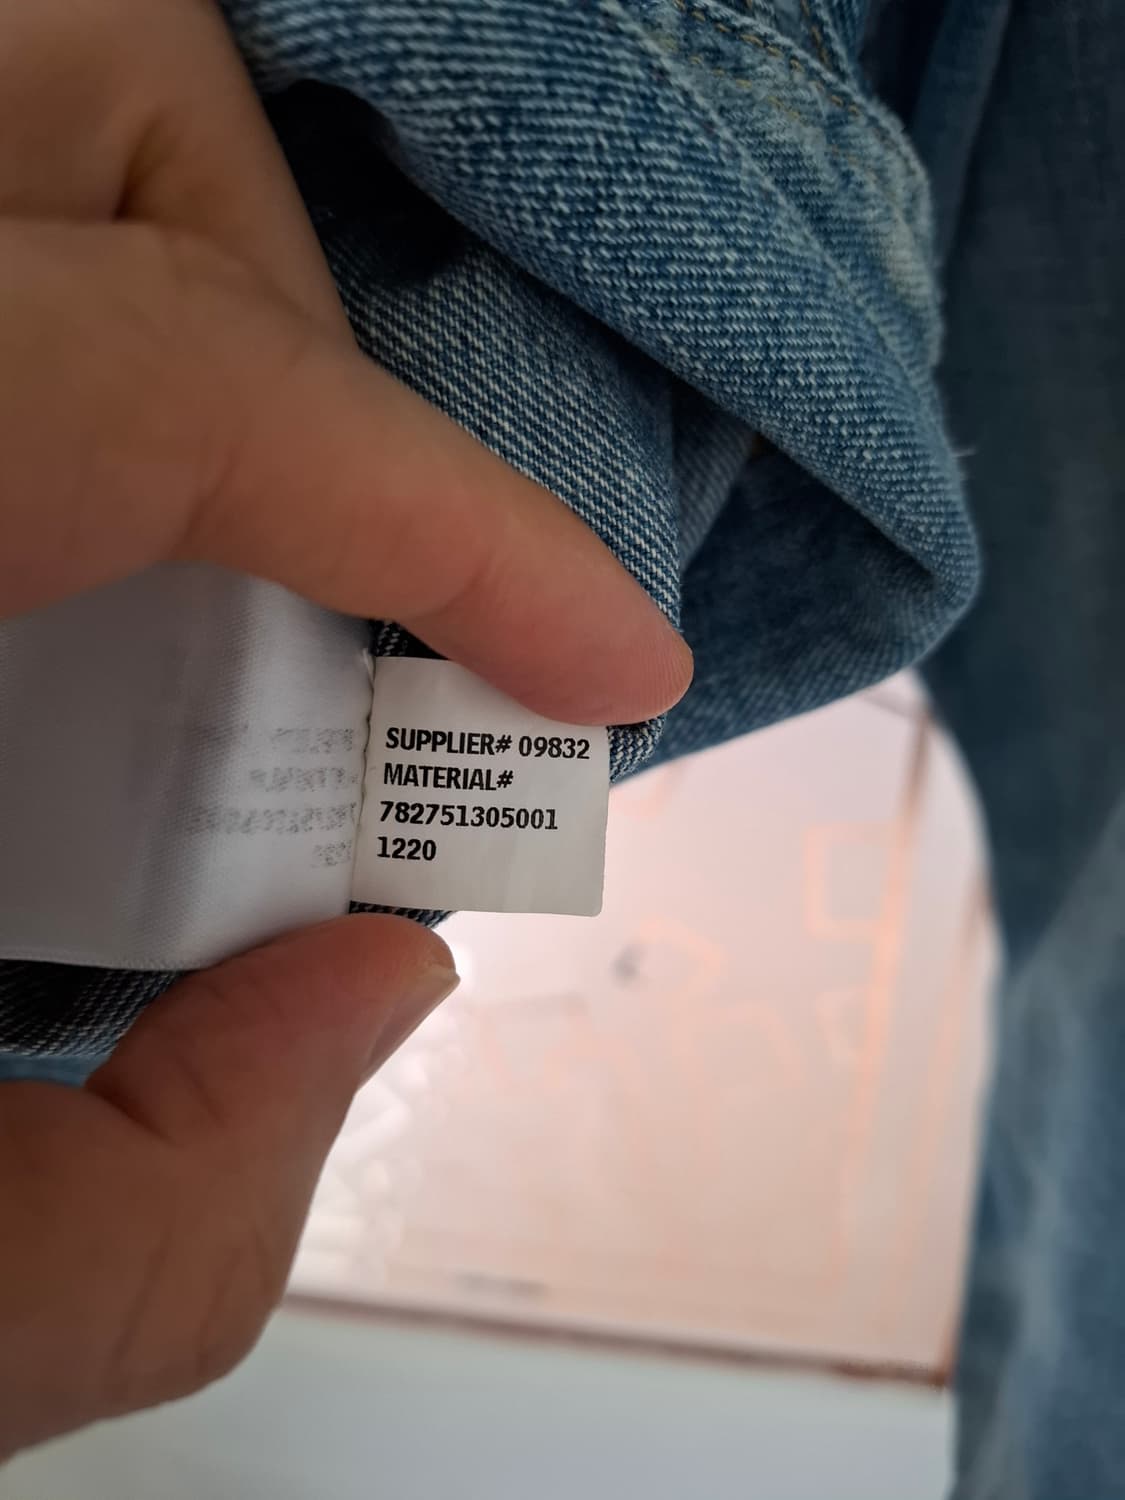 SUPPLIER# 09832
MATERIAL#
782751305001
1220